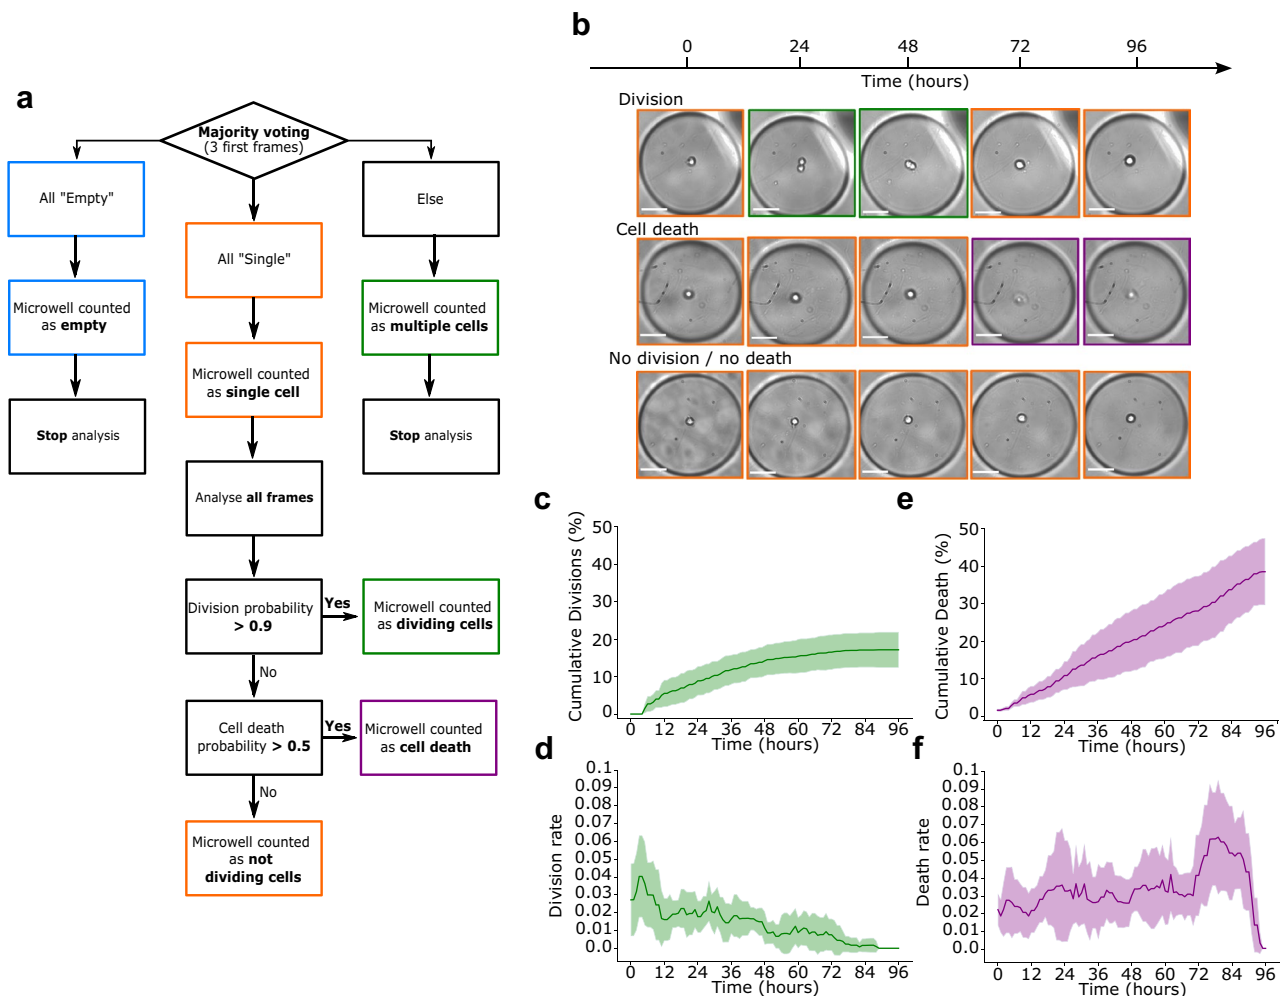 a
Majority voting
(3 first frames)
All "Empty"
All "Single"
Else
Microwell counted
as empty
Microwell counted
as single cell
Microwell counted
as multiple cells
Stop analysis
Stop analysis
Analyse all frames
Division probability
> 0.9
Yes
Microwell counted
as dividing cells
No
Cell death
probability > 0.5
Yes
Microwell counted
as cell death
No
Microwell counted
as not
dividing cells
b
0 24 48 72 96
Time (hours)
Division
Cell death
No division / no death
c
Cumulative Divisions (%)
50
40
30
20
10
0
0 12 24 36 48 60 72 84 96
Time (hours)
e
Cumulative Death (%)
50
40
30
20
10
0
0 12 24 36 48 60 72 84 96
Time (hours)
d
Division rate
0.1
0.09
0.08
0.07
0.06
0.05
0.04
0.03
0.02
0.01
0.0
0 12 24 36 48 60 72 84 96
Time (hours)
f
Death rate
0.1
0.09
0.08
0.07
0.06
0.05
0.04
0.03
0.02
0.01
0.0
0 12 24 36 48 60 72 84 96
Time (hours)